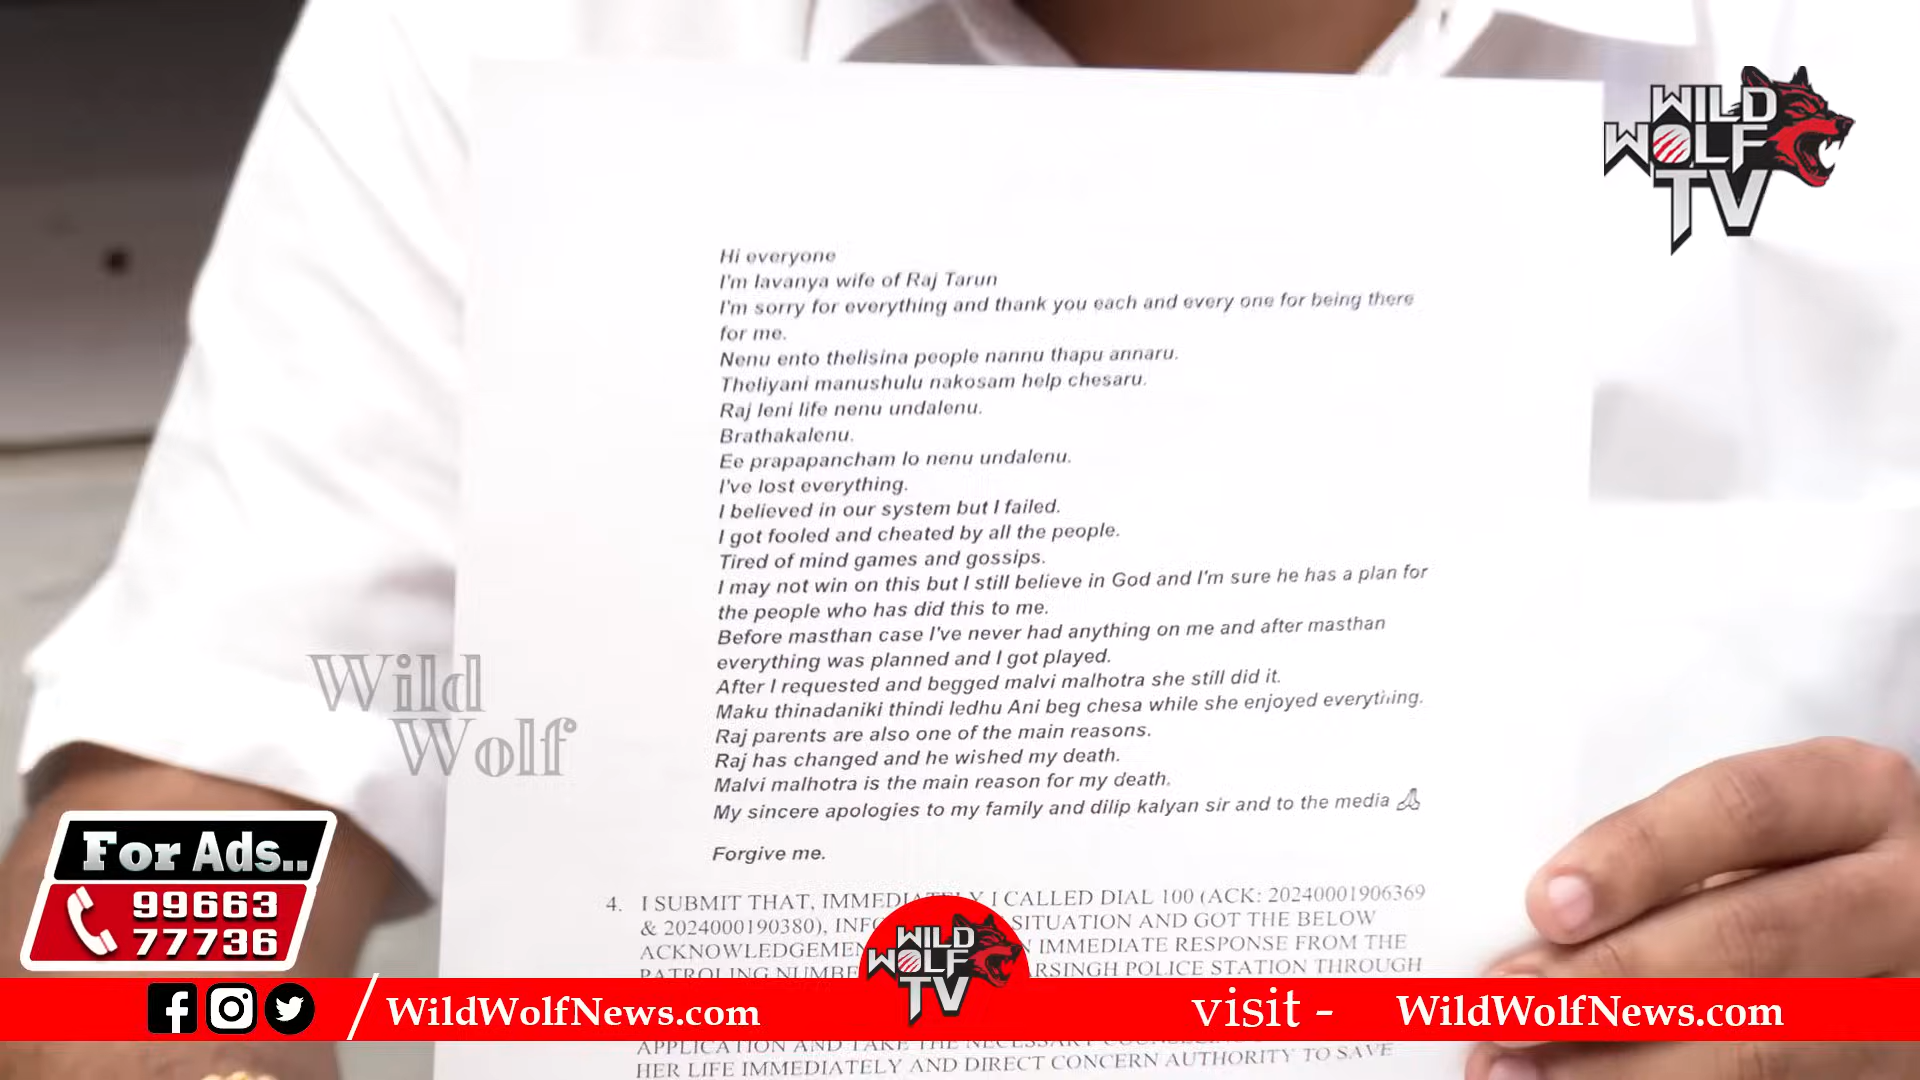 WILD
WOLF
TV
Hi everyone
I'm lavanya wife of Raj Tarun
I'm sorry for everything and thank you each and every one for being there
for me.
Nenu ento thelisina people nannu thapu annaru.
Theliyani manushulu nakosam help chesaru.
Raj leni life nenu undalenu.
Brathakalenu.
Ee prapapancham lo nenu undalenu.
I've lost everything.
I believed in our system but I failed.
I got fooled and cheated by all the people.
Tired of mind games and gossips.
I may not win on this but I still believe in God and I'm sure he has a plan for
the people who has did this to me.
Before masthan case I've never had anything on me and after masthan
everything was planned and I got played.
After I requested and begged malvi malhotra she still did it.
Maku thinadaniki thindi ledhu Ani beg chesa while she enjoyed everything.
Raj parents are also one of the main reasons.
Raj has changed and he wished my death.
Malvi malhotra is the main reason for my death.
My sincere apologies to my family and dilip kalyan sir and to the media 🙏
Forgive me.
Wild
Wolf
4. I SUBMIT THAT, IMMEDIATELY I CALLED DIAL 100 (ACK: 20240001906369
& 2024000190380), SITUATION AND GOT THE BELOW
IMMEDIATE RESPONSE FROM THE
POLICE STATION THROUGH
APPLICATION AND TAKE THE NECESSARY
HER LIFE IMMEDIATELY AND DIRECT CONCERN AUTHORITY TO SAVE
For Ads..
99663
77736
WildWolfNews.com
WILD
WOLF
TV
visit - WildWolfNews.com